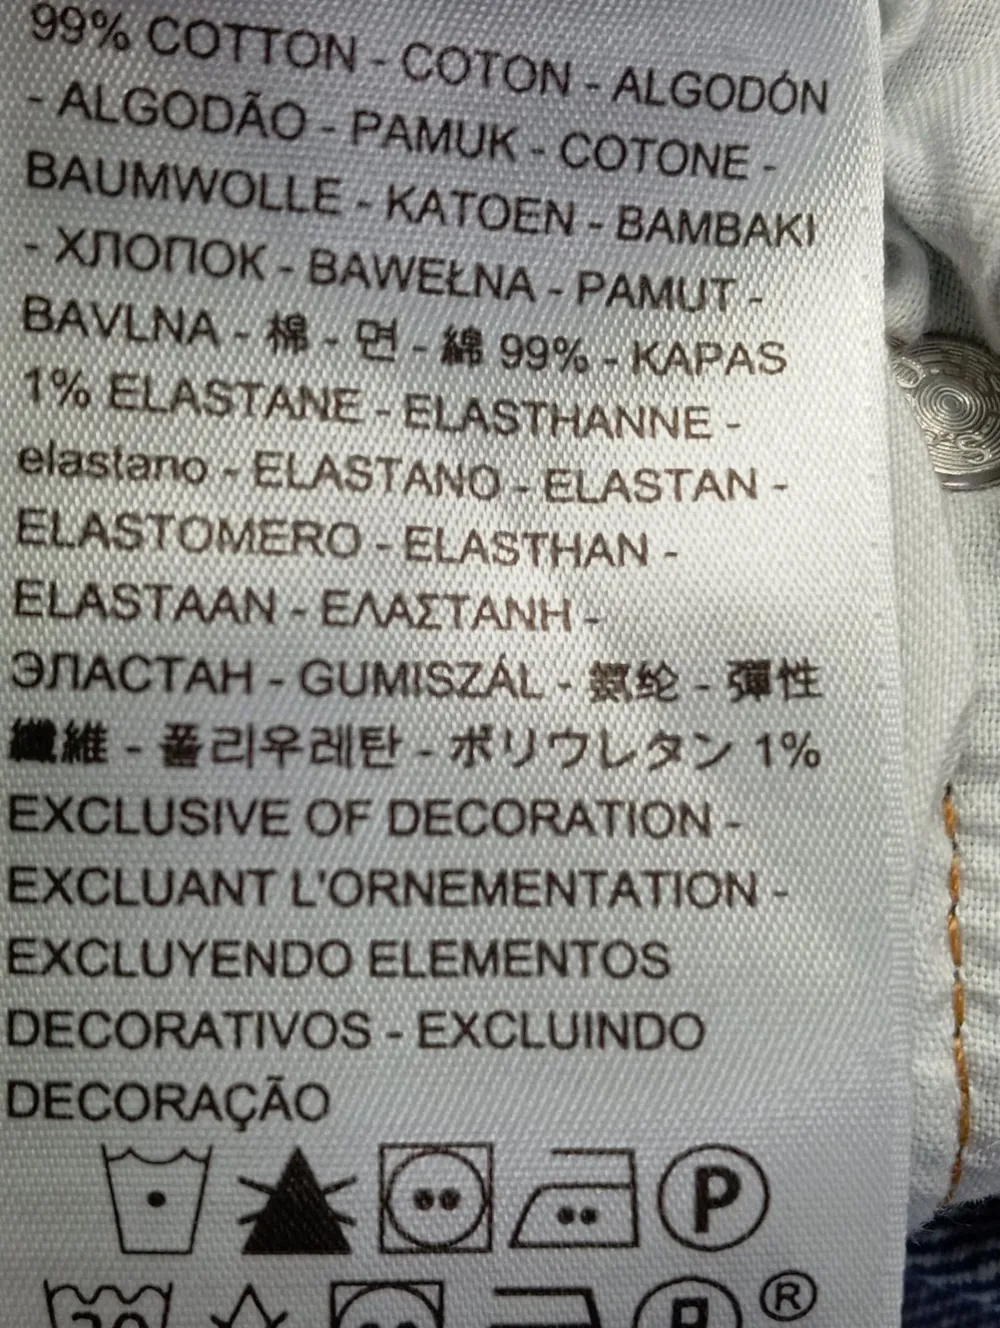 99% COTTON - COTON - ALGODÓN
- ALGODÃO - PAMUK - COTONE -
BAUMWOLLE - KATOEN - BAMBAKI
- ХЛОПОК - BAWEŁNA - PAMUT -
BAVLNA - 棉 - 면 - 綿 99% - KAPAS
1% ELASTANE - ELASTHANNE -
elastano - ELASTANO - ELASTAN -
ELASTOMERO - ELASTHAN -
ELASTAAN - ΕΛΑΣΤΑΝΗ -
ЭЛАСТАН - GUMISZÁL - 氨纶 - 彈性
纖維 - 폴리우레탄 - ポリウレタン 1%
EXCLUSIVE OF DECORATION -
EXCLUANT L'ORNEMENTATION -
EXCLUYENDO ELEMENTOS
DECORATIVOS - EXCLUINDO
DECORAÇÃO
P
®